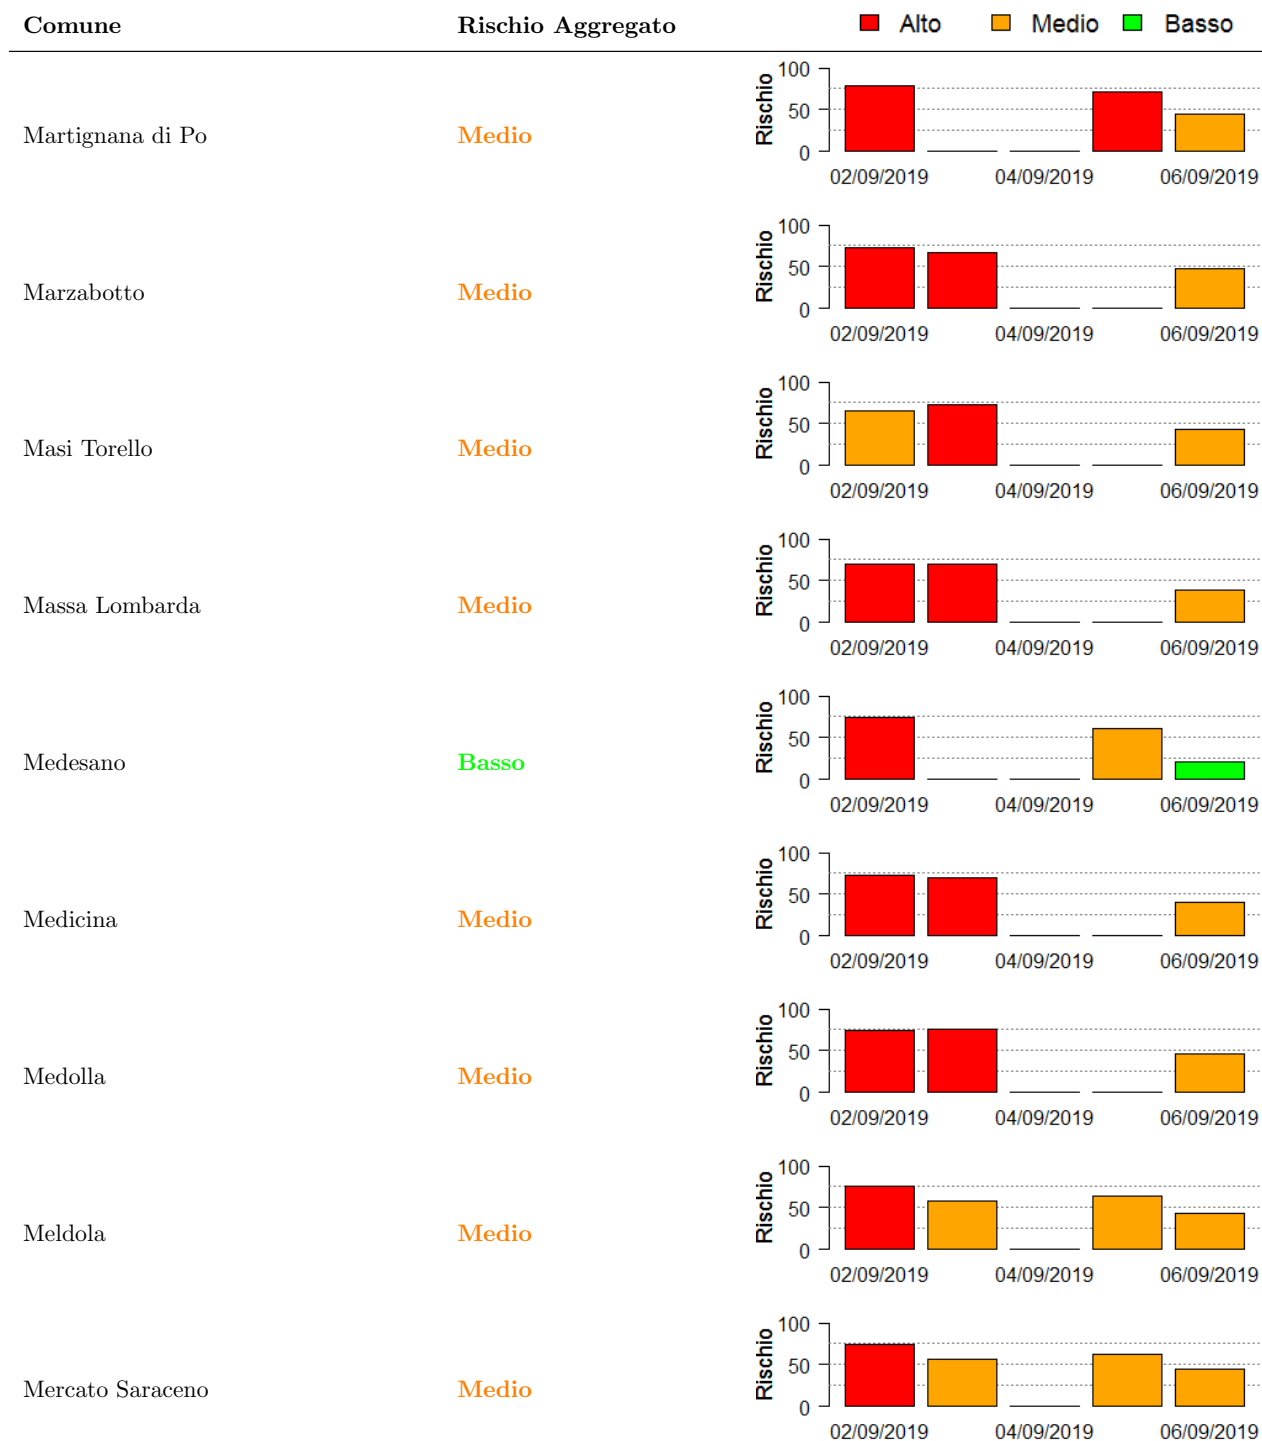 Comune Rischio Aggregato Alto Medio Basso
Martignana di Po Medio Rischio 100 50 0
02/09/2019 04/09/2019 06/09/2019
Marzabotto Medio Rischio 100 50 0
02/09/2019 04/09/2019 06/09/2019
Masi Torello Medio Rischio 100 50 0
02/09/2019 04/09/2019 06/09/2019
Massa Lombarda Medio Rischio 100 50 0
02/09/2019 04/09/2019 06/09/2019
Medesano Basso Rischio 100 50 0
02/09/2019 04/09/2019 06/09/2019
Medicina Medio Rischio 100 50 0
02/09/2019 04/09/2019 06/09/2019
Medolla Medio Rischio 100 50 0
02/09/2019 04/09/2019 06/09/2019
Meldola Medio Rischio 100 50 0
02/09/2019 04/09/2019 06/09/2019
Mercato Saraceno Medio Rischio 100 50 0
02/09/2019 04/09/2019 06/09/2019